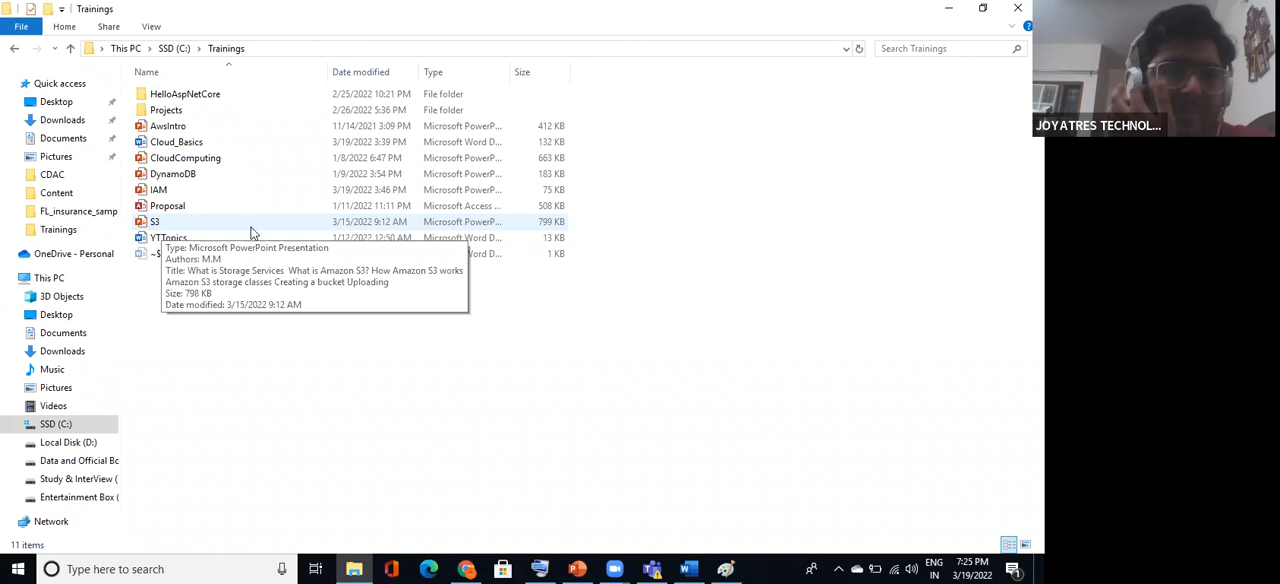 Trainings
File Home Share View
This PC > SSD (C:) > Trainings
Search Trainings
Name Date modified Type Size
Quick access
Desktop
Downloads
Documents
Pictures
CDAC
Content
FL_insurance_samp
Trainings
OneDrive - Personal
This PC
3D Objects
Desktop
Documents
Downloads
Music
Pictures
Videos
SSD (C:)
Local Disk (D:)
Data and Official Bo
Study & InterView (
Entertainment Box (
Network
HelloAspNetCore 2/25/2022 10:21 PM File folder
Projects 2/26/2022 5:36 PM File folder
AwsIntro 11/14/2021 3:09 PM Microsoft PowerP... 412 KB
Cloud_Basics 3/19/2022 3:39 PM Microsoft Word D... 132 KB
CloudComputing 1/8/2022 6:47 PM Microsoft PowerP... 663 KB
DynamoDB 1/9/2022 3:54 PM Microsoft PowerP... 183 KB
IAM 3/19/2022 3:46 PM Microsoft PowerP... 75 KB
Proposal 1/11/2022 11:11 PM Microsoft Access ... 508 KB
S3 3/15/2022 9:12 AM Microsoft PowerP... 799 KB
YTTopics 1/12/2022 12:50 AM Microsoft Word D... 13 KB
~$ rd D... 1 KB
Type: Microsoft PowerPoint Presentation
Authors: M.M
Title: What is Storage Services What is Amazon S3? How Amazon S3 works
Amazon S3 storage classes Creating a bucket Uploading
Size: 798 KB
Date modified: 3/15/2022 9:12 AM
11 items
JOYATRES TECHNOL...
Type here to search
ENG
IN
7:25 PM
3/19/2022
1